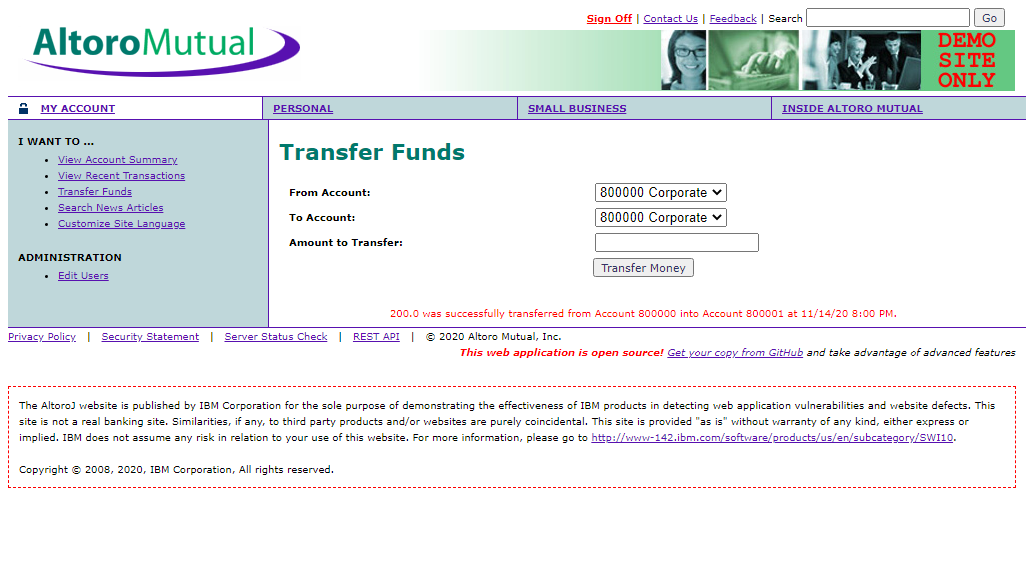 Sign Off | Contact Us | Feedback | Search Go
AltoroMutual
DEMO
SITE
ONLY
MY ACCOUNT PERSONAL SMALL BUSINESS INSIDE ALTORO MUTUAL
I WANT TO ...
• View Account Summary
• View Recent Transactions
• Transfer Funds
• Search News Articles
• Customize Site Language
ADMINISTRATION
• Edit Users
Transfer Funds
From Account: 800000 Corporate
To Account: 800000 Corporate
Amount to Transfer:
Transfer Money
200.0 was successfully transferred from Account 800000 into Account 800001 at 11/14/20 8:00 PM.
Privacy Policy | Security Statement | Server Status Check | REST API | © 2020 Altoro Mutual, Inc.
This web application is open source! Get your copy from GitHub and take advantage of advanced features
The AltoroJ website is published by IBM Corporation for the sole purpose of demonstrating the effectiveness of IBM products in detecting web application vulnerabilities and website defects. This
site is not a real banking site. Similarities, if any, to third party products and/or websites are purely coincidental. This site is provided "as is" without warranty of any kind, either express or
implied. IBM does not assume any risk in relation to your use of this website. For more information, please go to http://www-142.ibm.com/software/products/us/en/subcategory/SWI10.
Copyright © 2008, 2020, IBM Corporation, All rights reserved.